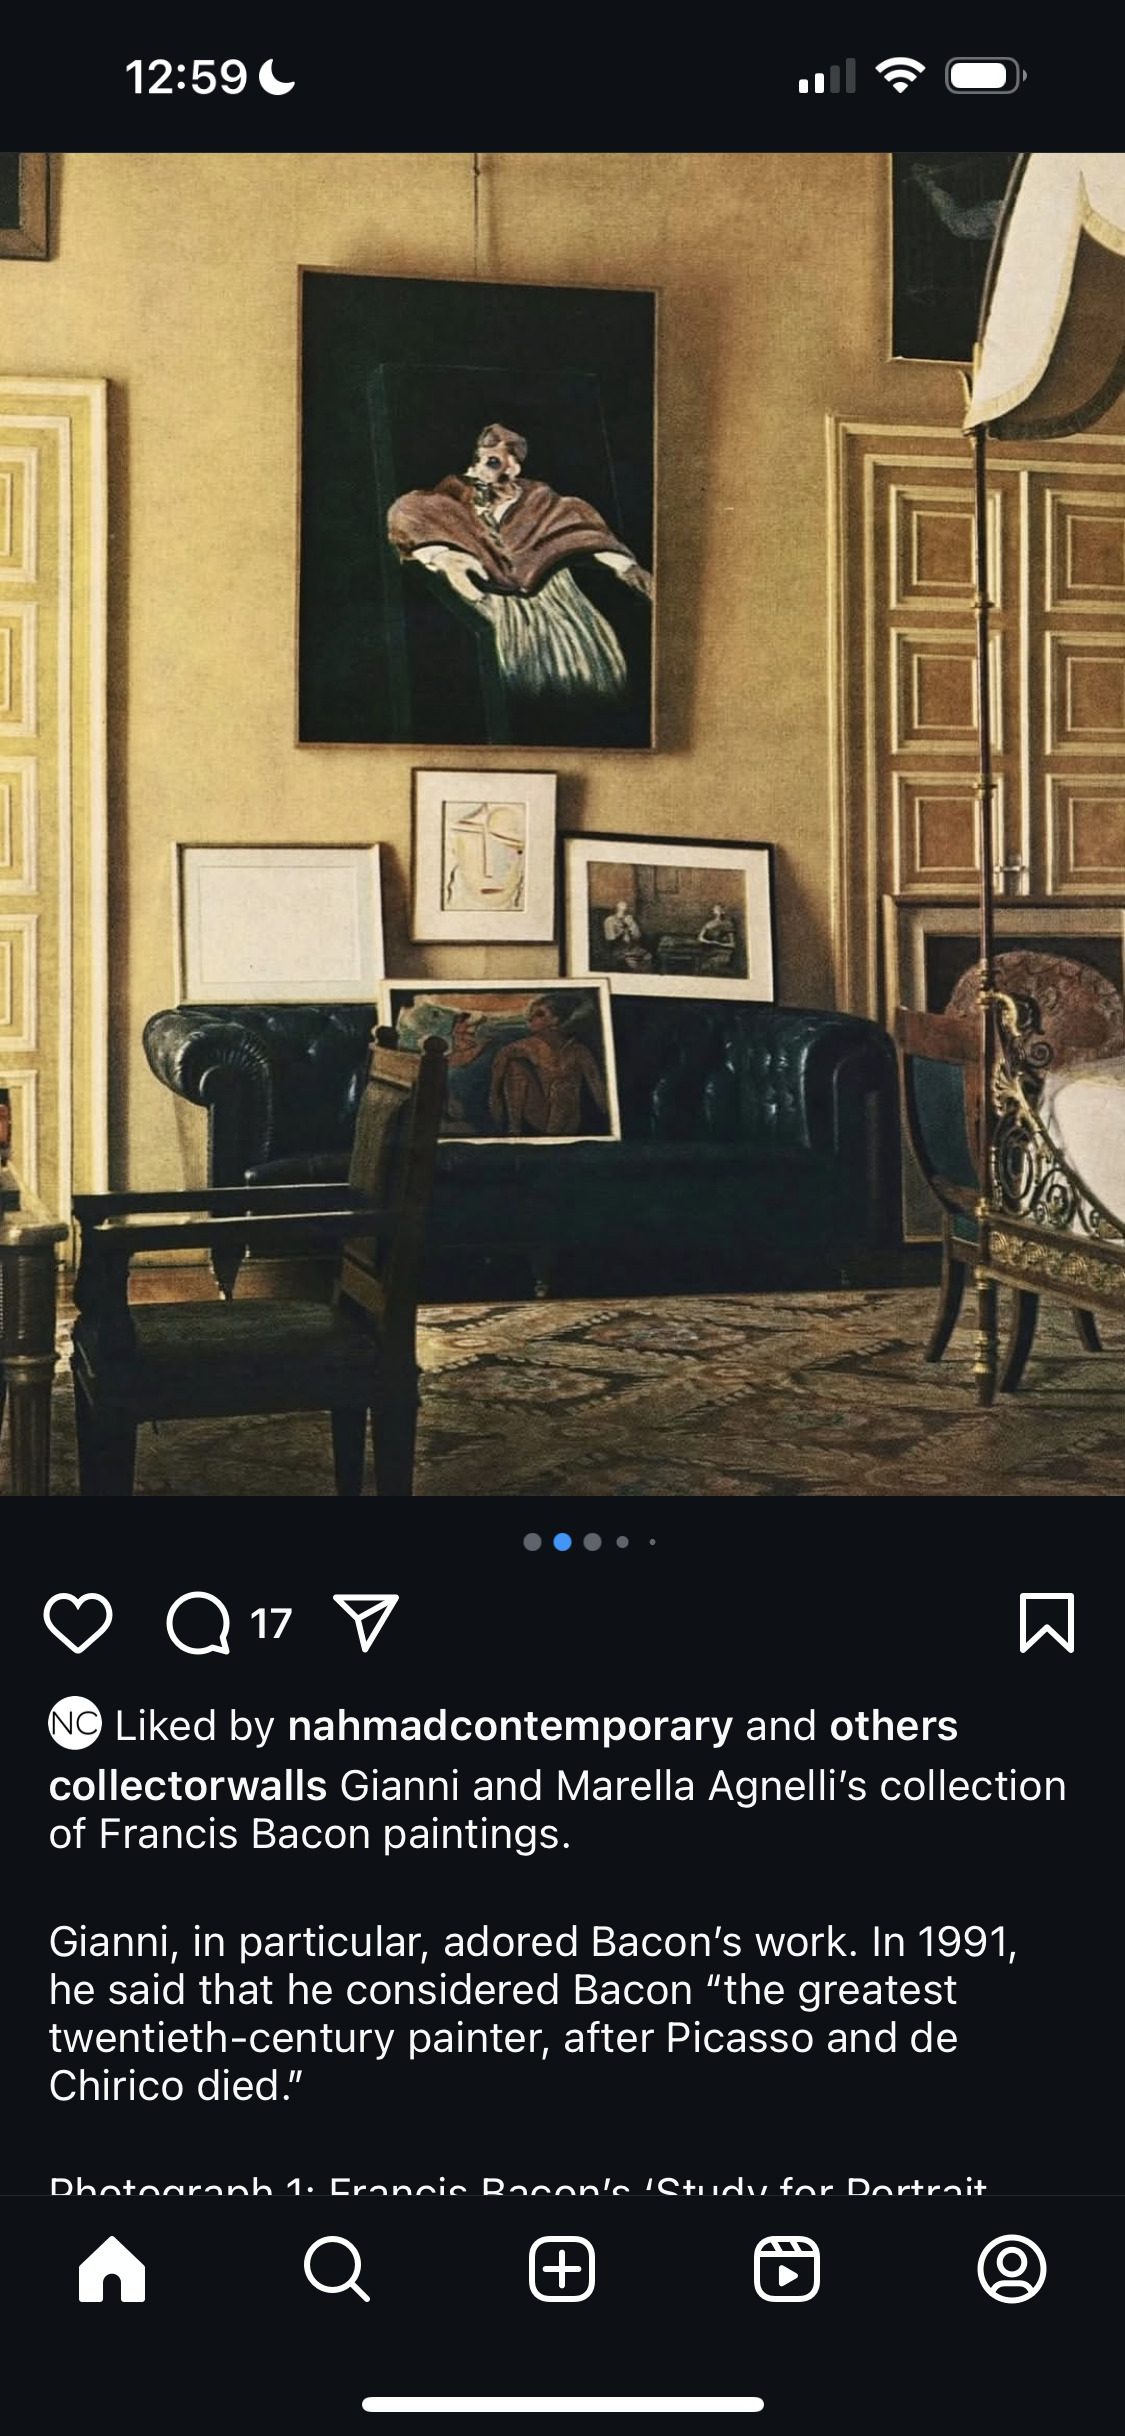 12:59
17
NC Liked by nahmadcontemporary and others
collectorwalls Gianni and Marella Agnelli’s collection
of Francis Bacon paintings.
Gianni, in particular, adored Bacon’s work. In 1991,
he said that he considered Bacon “the greatest
twentieth-century painter, after Picasso and de
Chirico died.”
Photograph 1: Francis Bacon’s ‘Study for Portrait